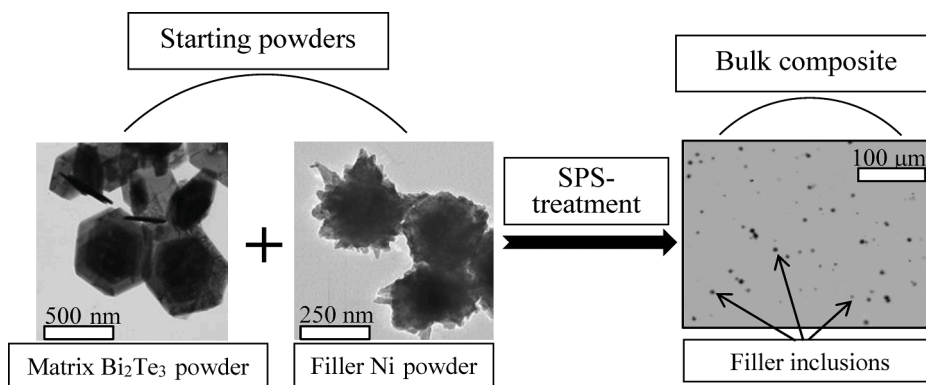 Starting powders
Bulk composite
100 μm
SPS-
treatment
500 nm
250 nm
Matrix Bi₂Te₃ powder
Filler Ni powder
Filler inclusions